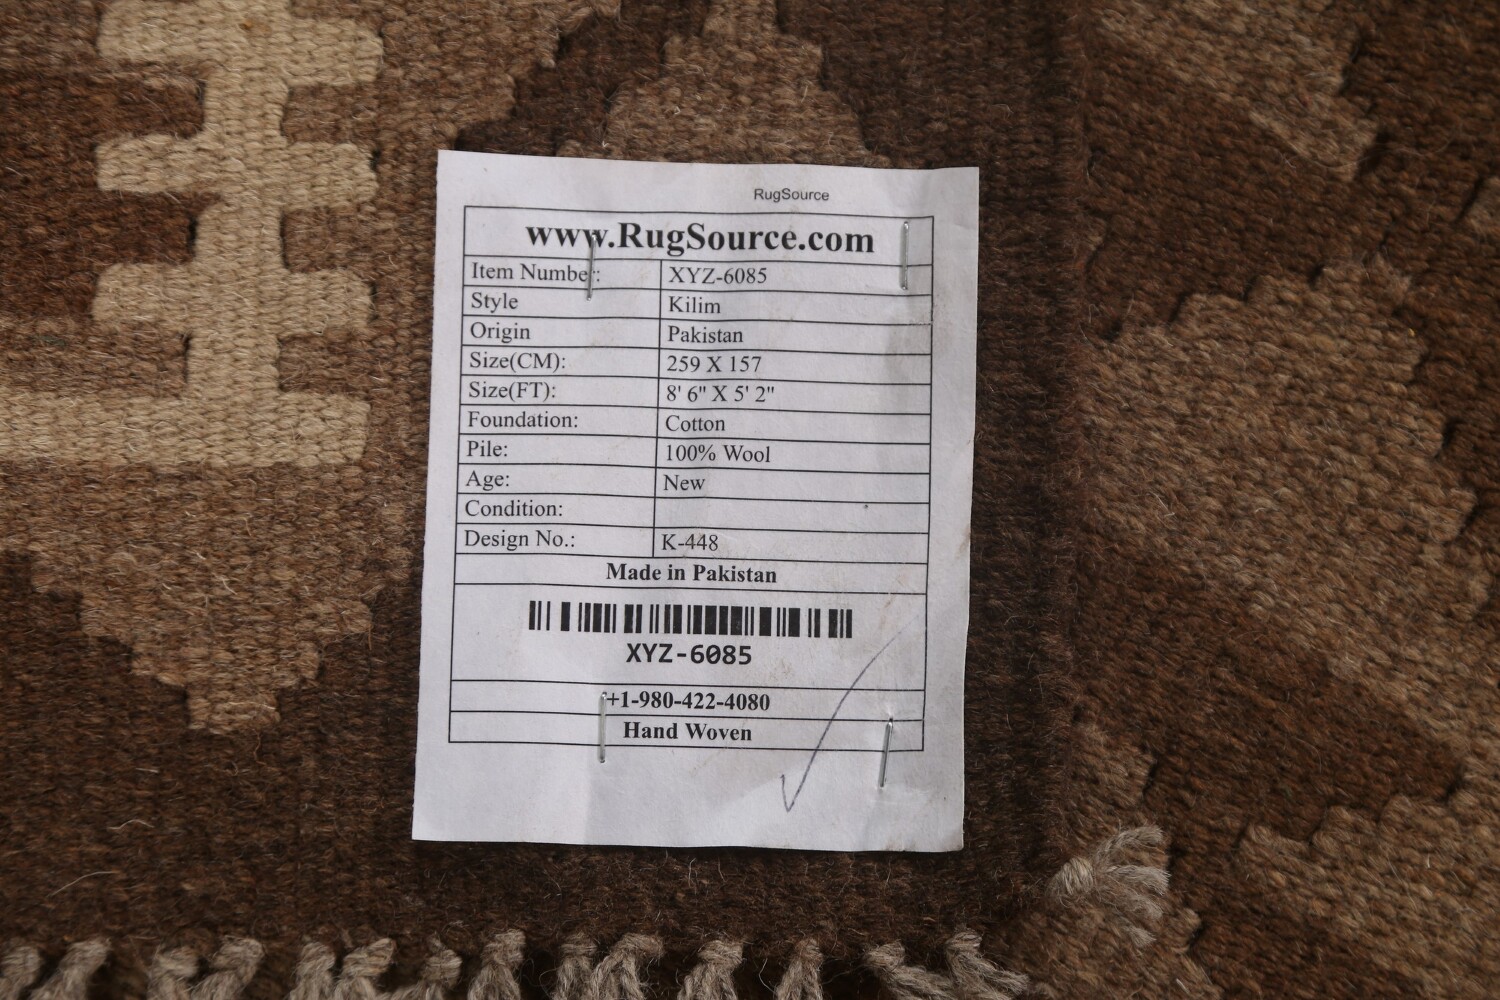 RugSource
www.RugSource.com
Item Number: XYZ-6085
Style Kilim
Origin Pakistan
Size(CM): 259 X 157
Size(FT): 8' 6" X 5' 2"
Foundation: Cotton
Pile: 100% Wool
Age: New
Condition:
Design No.: K-448
Made in Pakistan
XYZ-6085
+1-980-422-4080
Hand Woven